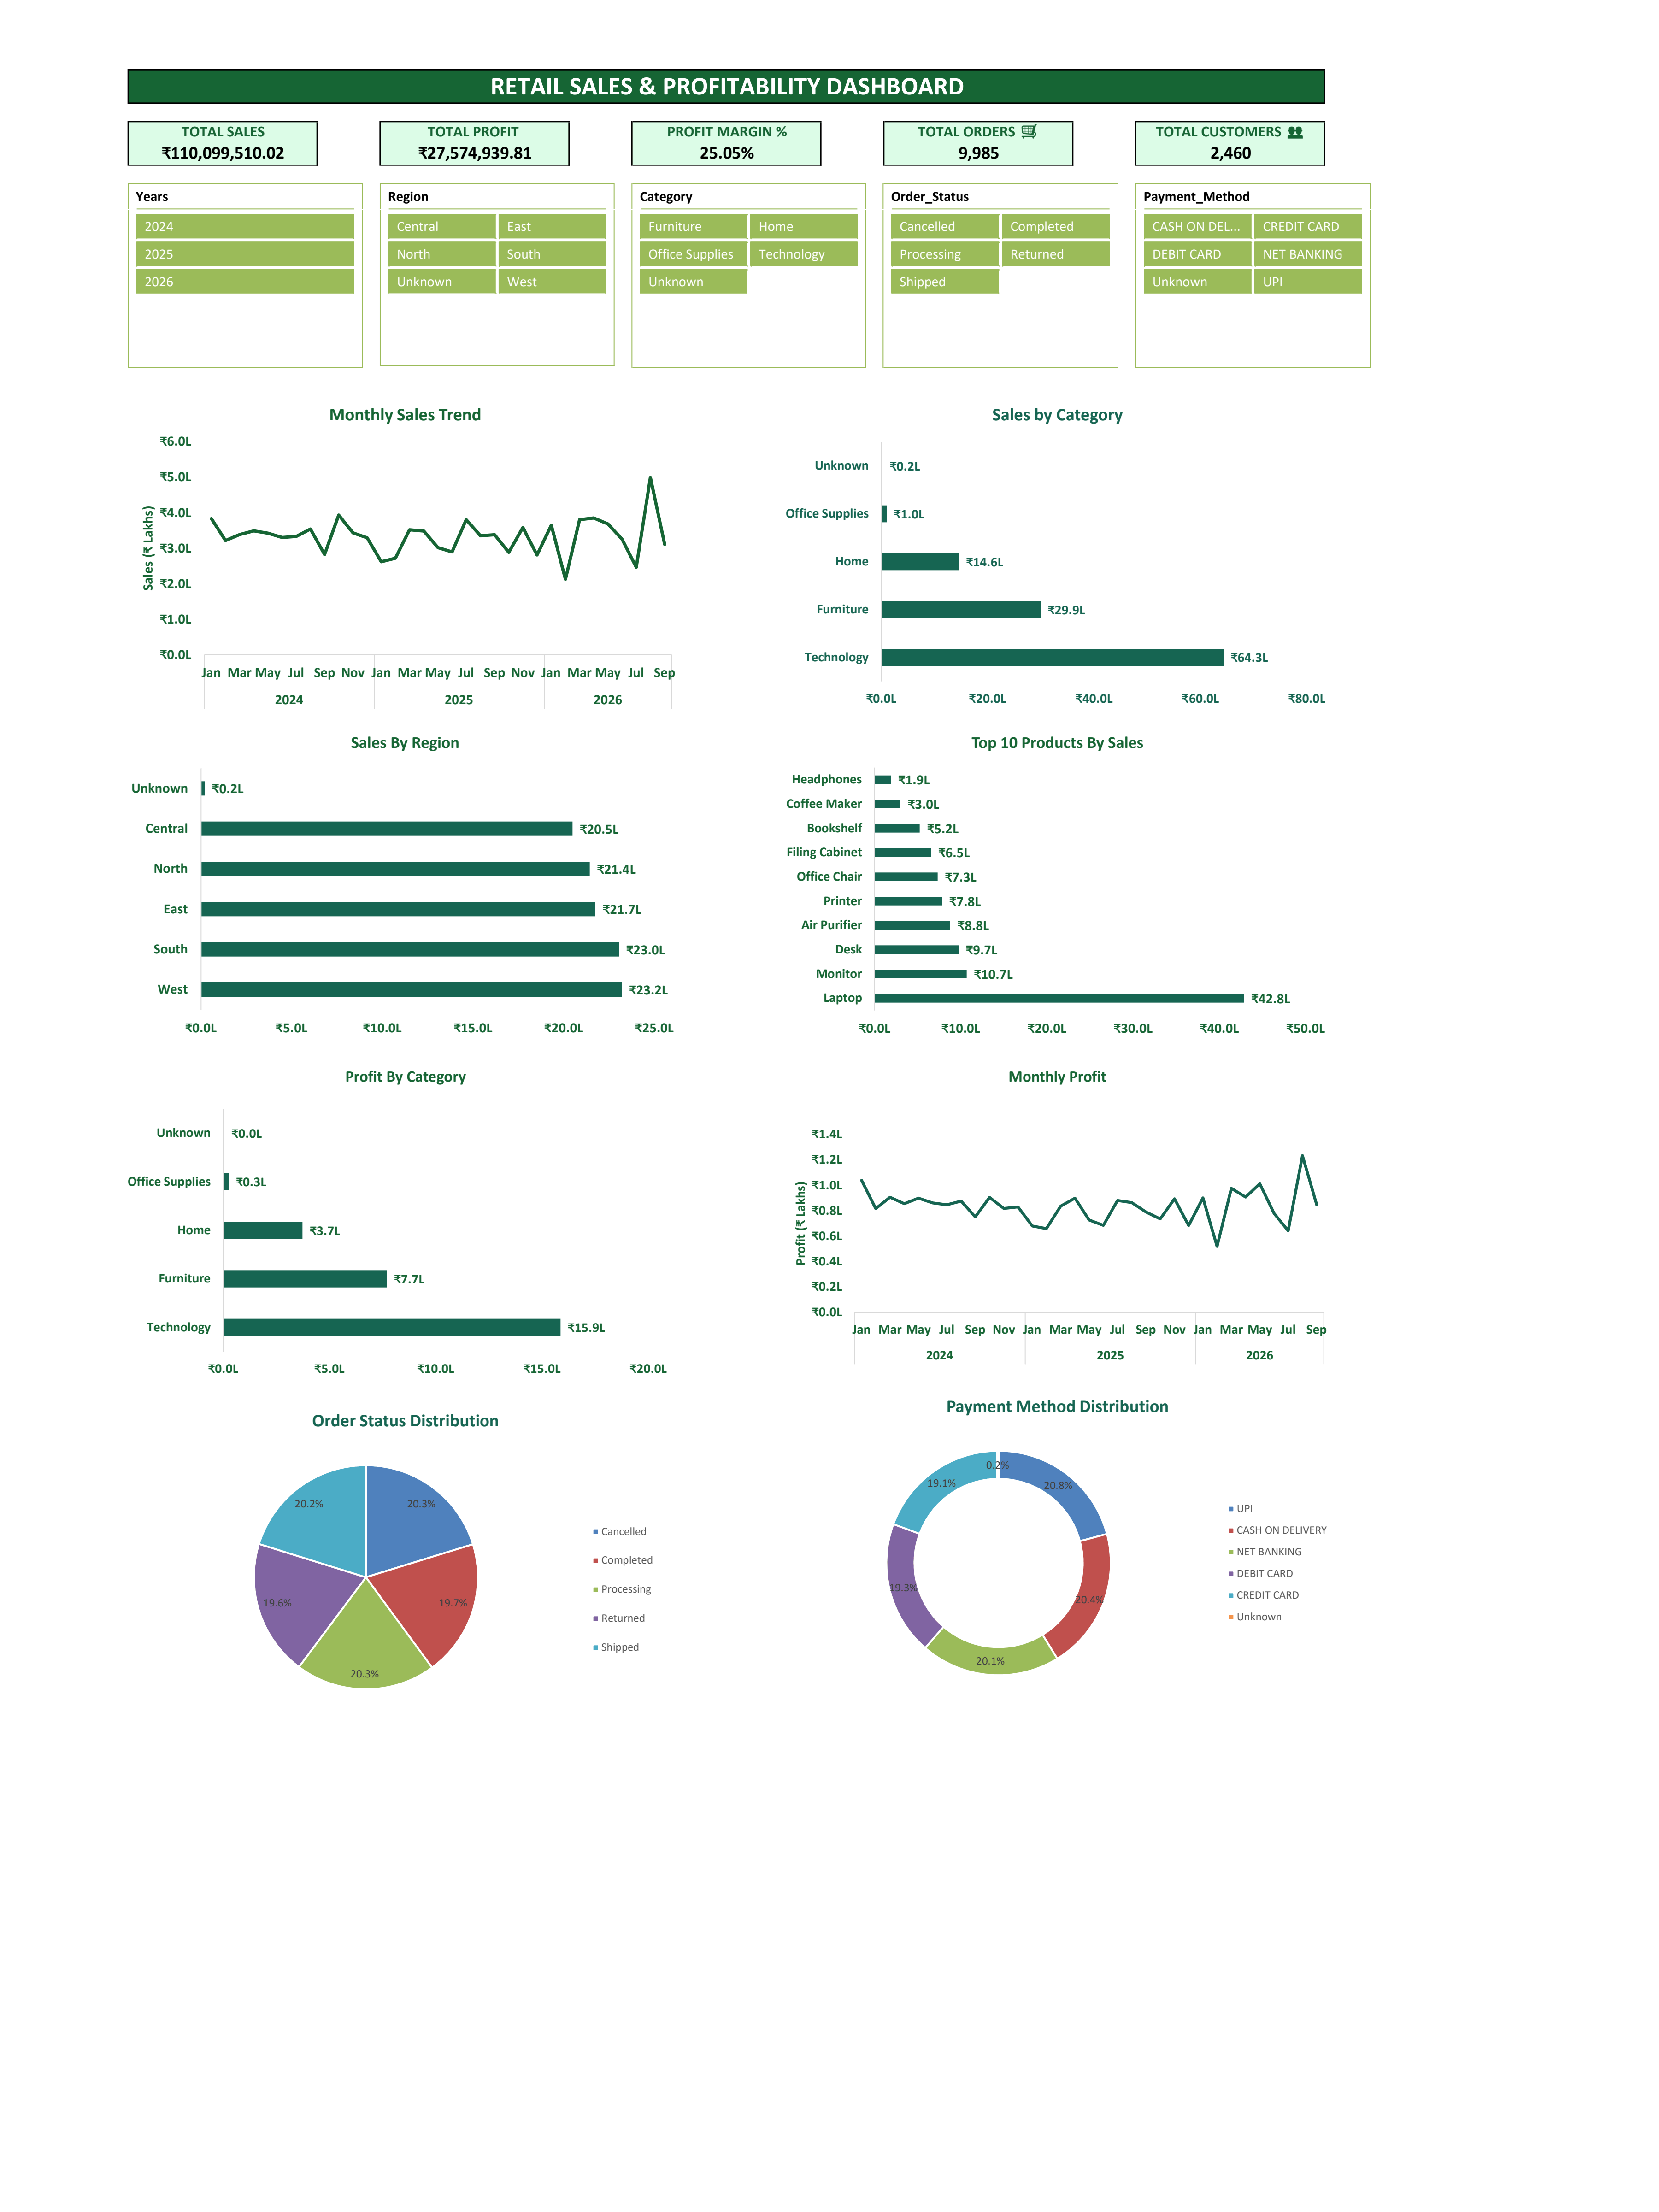 RETAIL SALES & PROFITABILITY DASHBOARD
TOTAL SALES
₹110,099,510.02
TOTAL PROFIT
₹27,574,939.81
PROFIT MARGIN %
25.05%
TOTAL ORDERS 🛒
9,985
TOTAL CUSTOMERS 👥
2,460
Years
2024
2025
2026
Region
Central East
North South
Unknown West
Category
Furniture Home
Office Supplies Technology
Unknown
Order_Status
Cancelled Completed
Processing Returned
Shipped
Payment_Method
CASH ON DEL... CREDIT CARD
DEBIT CARD NET BANKING
Unknown UPI
Monthly Sales Trend
Sales (₹ Lakhs)
₹6.0L
₹5.0L
₹4.0L
₹3.0L
₹2.0L
₹1.0L
₹0.0L
Jan Mar May Jul Sep Nov Jan Mar May Jul Sep Nov Jan Mar May Jul Sep
2024 2025 2026
Sales by Category
Unknown ₹0.2L
Office Supplies ₹1.0L
Home ₹14.6L
Furniture ₹29.9L
Technology ₹64.3L
₹0.0L ₹20.0L ₹40.0L ₹60.0L ₹80.0L
Sales By Region
Unknown ₹0.2L
Central ₹20.5L
North ₹21.4L
East ₹21.7L
South ₹23.0L
West ₹23.2L
₹0.0L ₹5.0L ₹10.0L ₹15.0L ₹20.0L ₹25.0L
Top 10 Products By Sales
Headphones ₹1.9L
Coffee Maker ₹3.0L
Bookshelf ₹5.2L
Filing Cabinet ₹6.5L
Office Chair ₹7.3L
Printer ₹7.8L
Air Purifier ₹8.8L
Desk ₹9.7L
Monitor ₹10.7L
Laptop ₹42.8L
₹0.0L ₹10.0L ₹20.0L ₹30.0L ₹40.0L ₹50.0L
Profit By Category
Unknown ₹0.0L
Office Supplies ₹0.3L
Home ₹3.7L
Furniture ₹7.7L
Technology ₹15.9L
₹0.0L ₹5.0L ₹10.0L ₹15.0L ₹20.0L
Monthly Profit
Profit (₹ Lakhs)
₹1.4L
₹1.2L
₹1.0L
₹0.8L
₹0.6L
₹0.4L
₹0.2L
₹0.0L
Jan Mar May Jul Sep Nov Jan Mar May Jul Sep Nov Jan Mar May Jul Sep
2024 2025 2026
Order Status Distribution
20.2% 20.3%
19.6% 19.7%
20.3%
Cancelled
Completed
Processing
Returned
Shipped
Payment Method Distribution
0.2%
19.1% 20.8%
19.3% 20.4%
20.1%
UPI
CASH ON DELIVERY
NET BANKING
DEBIT CARD
CREDIT CARD
Unknown